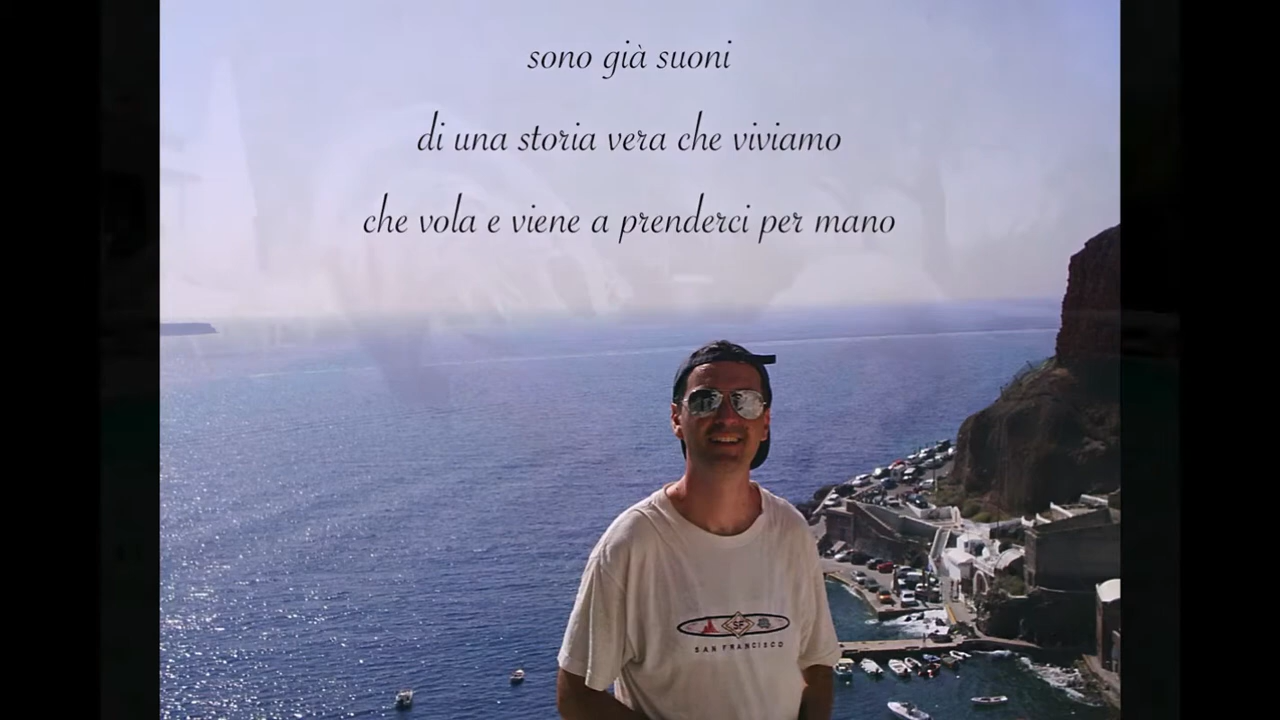 sono già suoni
di una storia vera che viviamo
che vola e viene a prenderci per mano
SF
SAN FRANCISCO